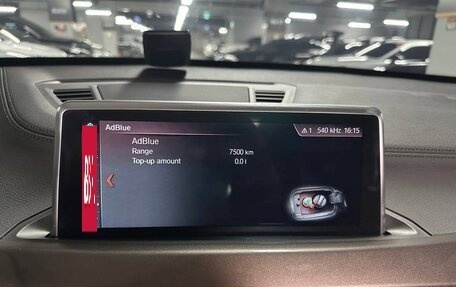 AdBlue 1 540 kHz 16:15
AdBlue
Range 7500 km
Top-up amount 0.0 l